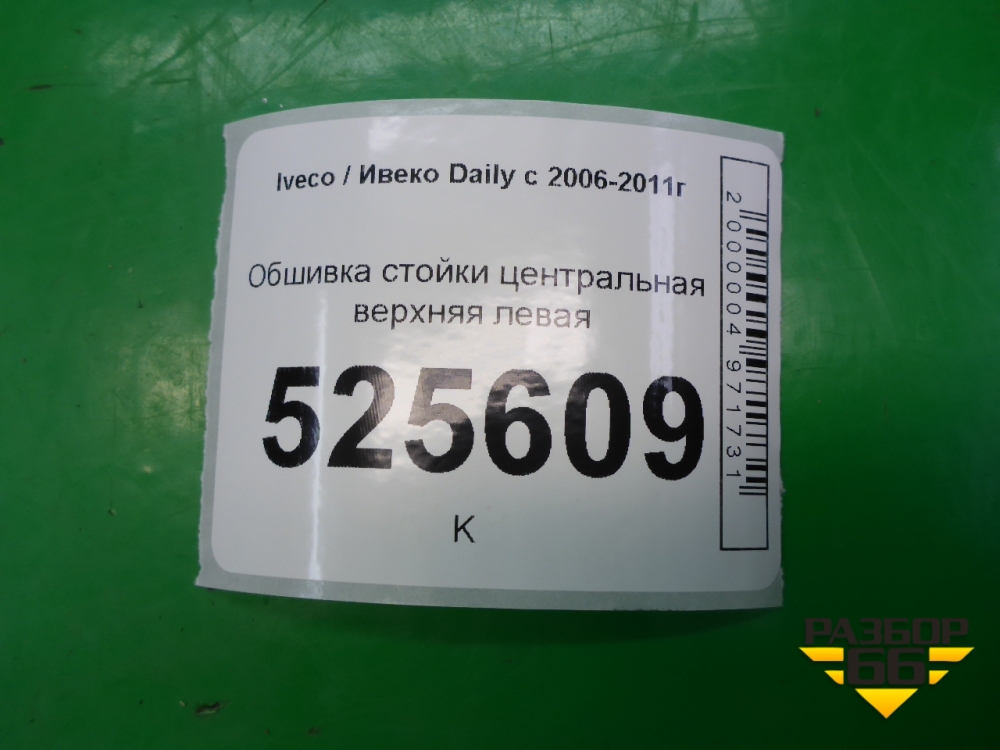 Iveco / Ивеко Daily с 2006-2011г
Обшивка стойки центральная
верхняя левая
525609
К
2000004971731
РАЗБОР
66